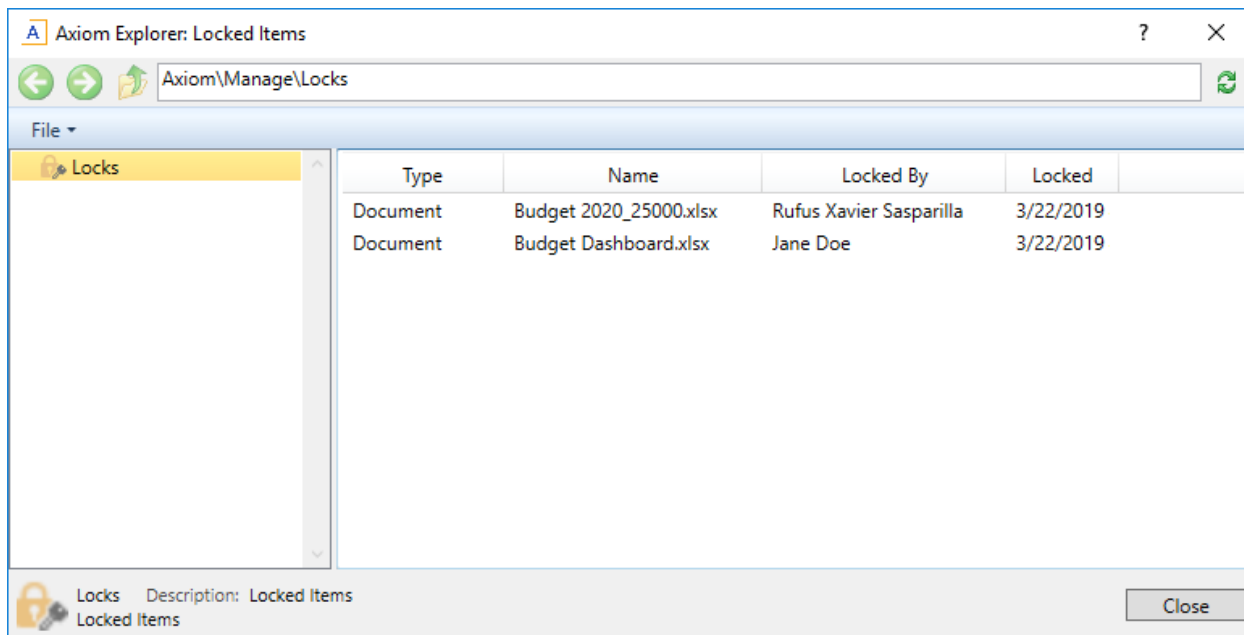 A Axiom Explorer: Locked Items ?
Axiom\Manage\Locks
File
Locks
Type Name Locked By Locked
Document Budget 2020_25000.xlsx Rufus Xavier Sasparilla 3/22/2019
Document Budget Dashboard.xlsx Jane Doe 3/22/2019
Locks Description: Locked Items
Locked Items
Close